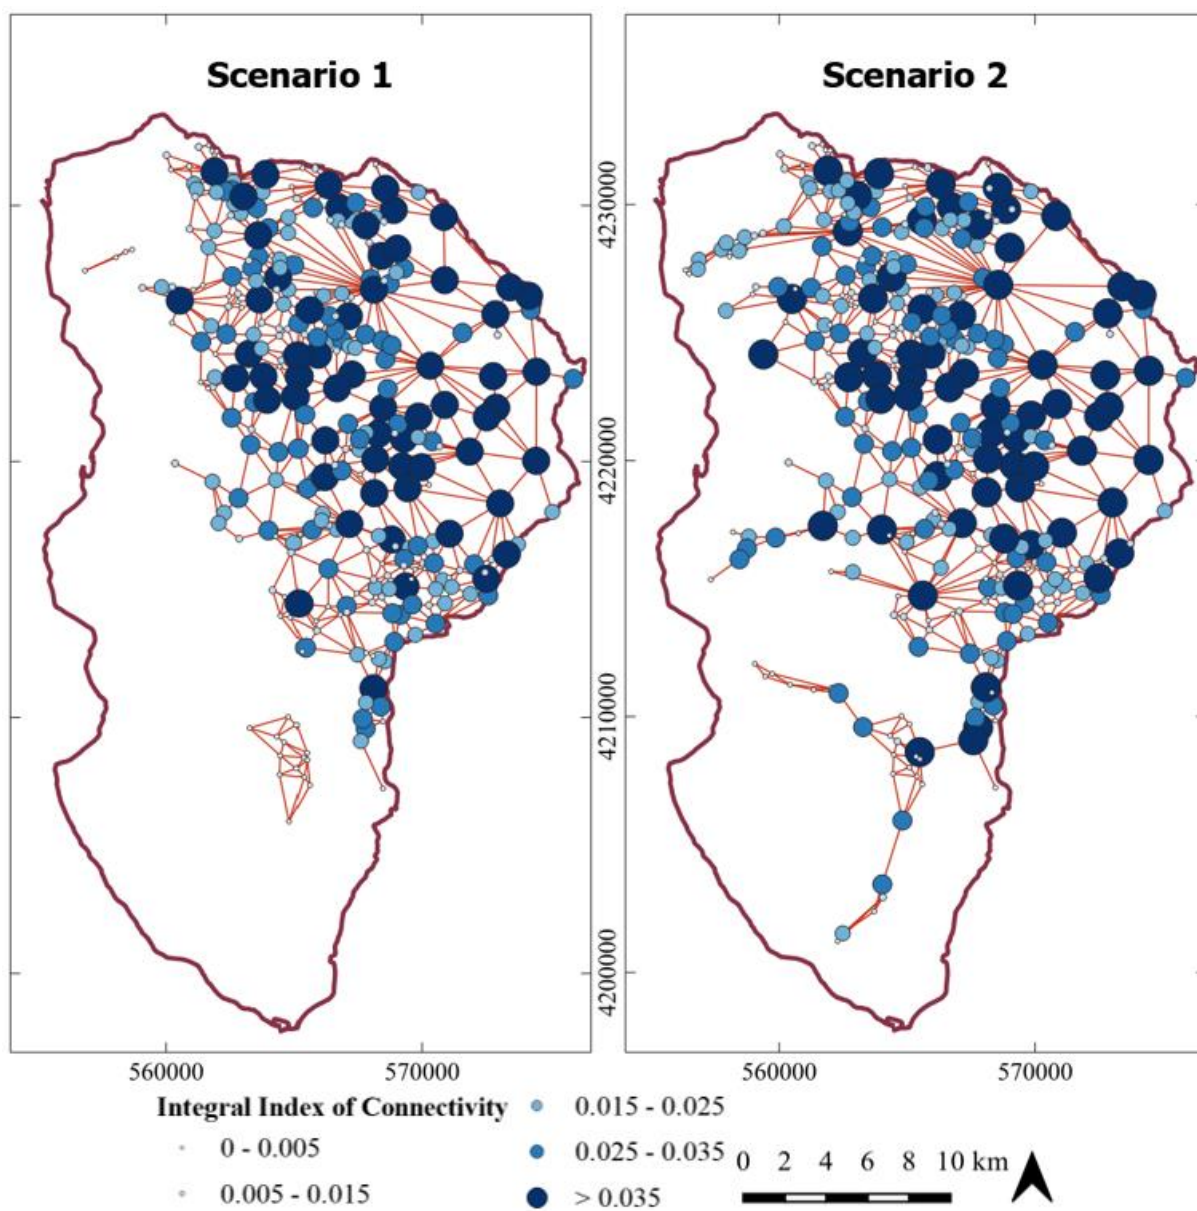 Scenario 1
Scenario 2
4230000
4220000
4210000
4200000
560000
570000
560000
570000
Integral Index of Connectivity
0 - 0.005
0.005 - 0.015
0.015 - 0.025
0.025 - 0.035
> 0.035
0 2 4 6 8 10 km